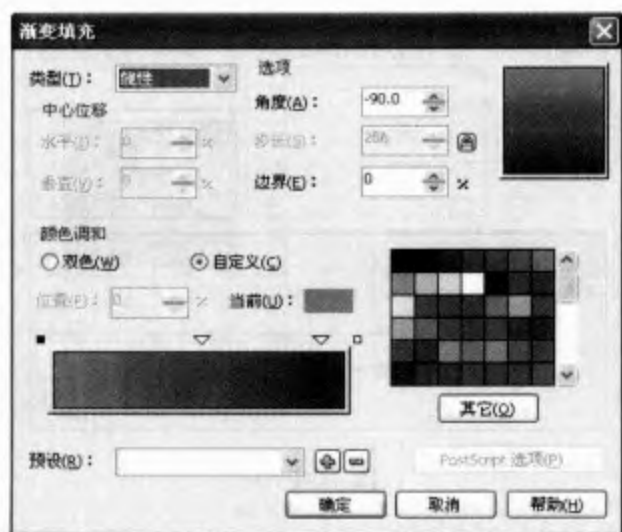 渐变填充
类型(T)： 线性
选项
角度(A)： -90.0
中心位移
水平(I)： 0 %
步长(S)： 256
垂直(V)： 0 %
边界(E)： 0 %
颜色调和
双色(W) 自定义(C)
位置(P)： 0 % 当前(U)：
其它(O)
预设(R)：
PostScript 选项(P)
确定 取消 帮助(H)